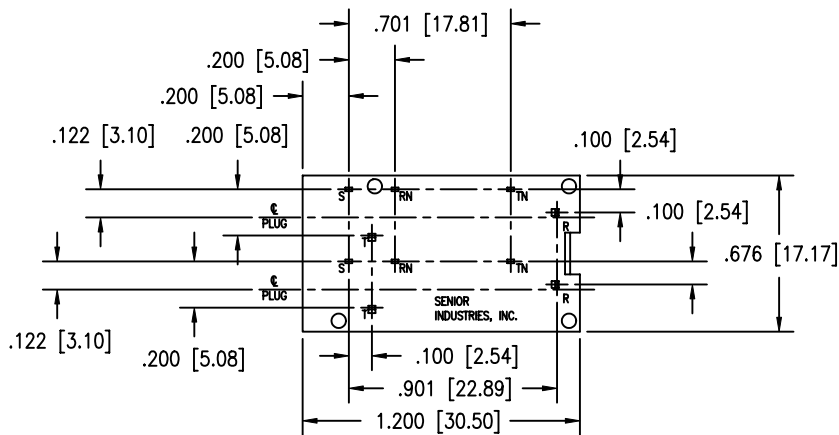 .701 [17.81]
.200 [5.08]
.200 [5.08]
.122 [3.10] .200 [5.08] .100 [2.54]
S RN TN
℄ PLUG
R
.100 [2.54]
T
.676 [17.17]
S RN TN
℄ PLUG
R
SENIOR
INDUSTRIES, INC.
T
.122 [3.10]
.200 [5.08]
.100 [2.54]
.901 [22.89]
1.200 [30.50]